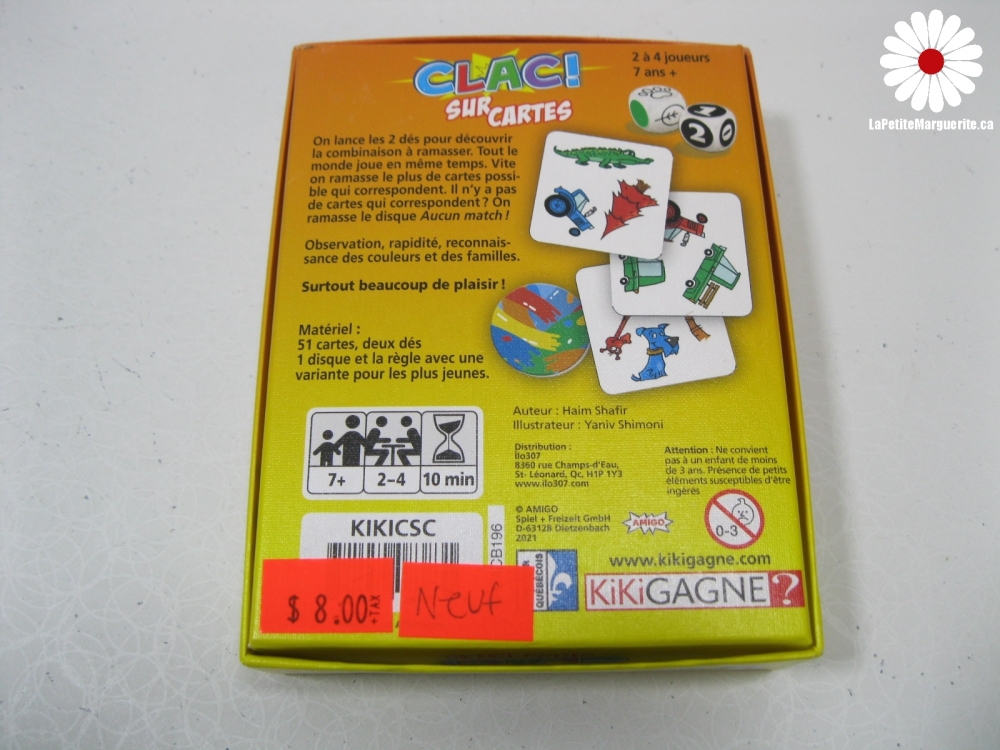 LaPetiteMarguerite.ca
CLAC!
SUR CARTES
2 à 4 joueurs
7 ans +
1
2
0
On lance les 2 dés pour découvrir
la combinaison à ramasser. Tout le
monde joue en même temps. Vite
on ramasse le plus de cartes possi-
ble qui correspondent. Il n’y a pas
de cartes qui correspondent ? On
ramasse le disque Aucun match !
Observation, rapidité, reconnais-
sance des couleurs et des familles.
Surtout beaucoup de plaisir !
Matériel :
51 cartes, deux dés
1 disque et la règle avec une
variante pour les plus jeunes.
Auteur : Haim Shafir
Illustrateur : Yaniv Shimoni
7+
2-4
10 min
Distribution :
Ilo307
8360 rue Champs-d’Eau,
St- Léonard, Qc, H1P 1Y3
www.ilo307.com
Attention : Ne convient
pas à un enfant de moins
de 3 ans. Présence de petits
éléments susceptibles d’être
ingérés
© AMIGO
Spiel + Freizeit GmbH
D-63128 Dietzenbach
2021
AMIGO
0-3
KIKICSC
CB196
QUÉBÉCOIS
www.kikigagne.com
KiKiGAGNE?
$ 8.00+TAX
Neuf